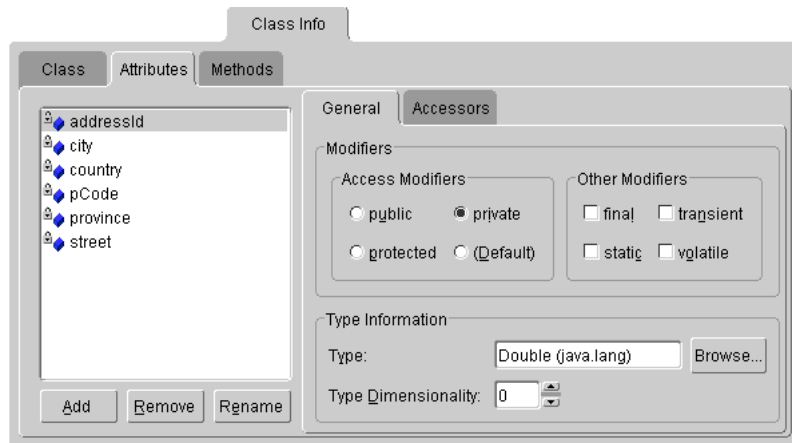 Class Info
Class Attributes Methods
addressId
city
country
pCode
province
street
Add Remove Rename
General Accessors
Modifiers
Access Modifiers
public private
protected (Default)
Other Modifiers
final transient
static volatile
Type Information
Type: Double (java.lang) Browse...
Type Dimensionality: 0